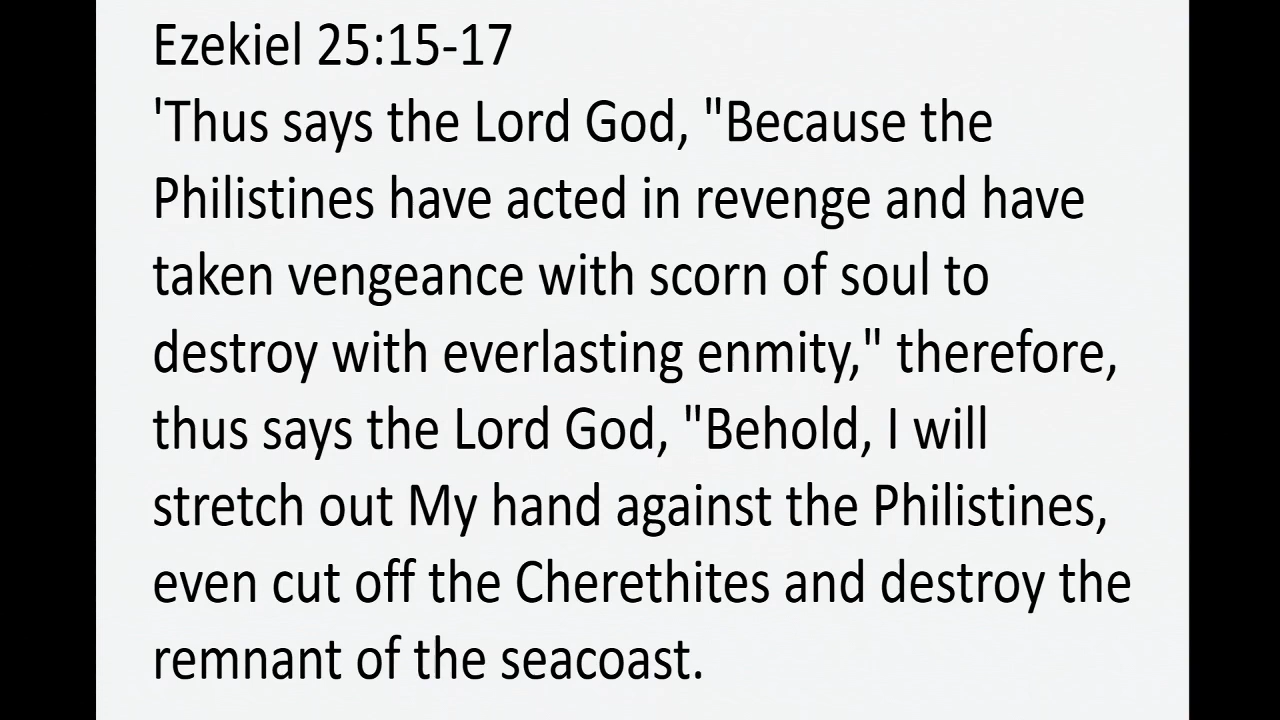 Ezekiel 25:15-17
'Thus says the Lord God, "Because the
Philistines have acted in revenge and have
taken vengeance with scorn of soul to
destroy with everlasting enmity," therefore,
thus says the Lord God, "Behold, I will
stretch out My hand against the Philistines,
even cut off the Cherethites and destroy the
remnant of the seacoast.